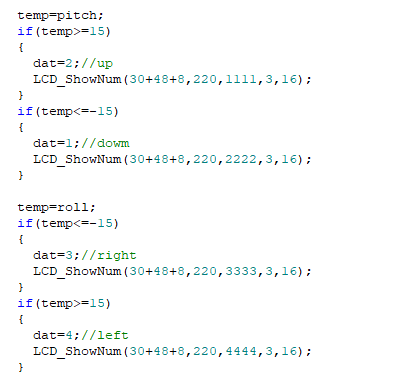 temp=pitch;
if(temp>=15)
{
  dat=2;//up
  LCD_ShowNum(30+48+8,220,1111,3,16);
}
if(temp<=-15)
{
  dat=1;//dowm
  LCD_ShowNum(30+48+8,220,2222,3,16);
}

temp=roll;
if(temp<=-15)
{
  dat=3;//right
  LCD_ShowNum(30+48+8,220,3333,3,16);
}
if(temp>=15)
{
  dat=4;//left
  LCD_ShowNum(30+48+8,220,4444,3,16);
}